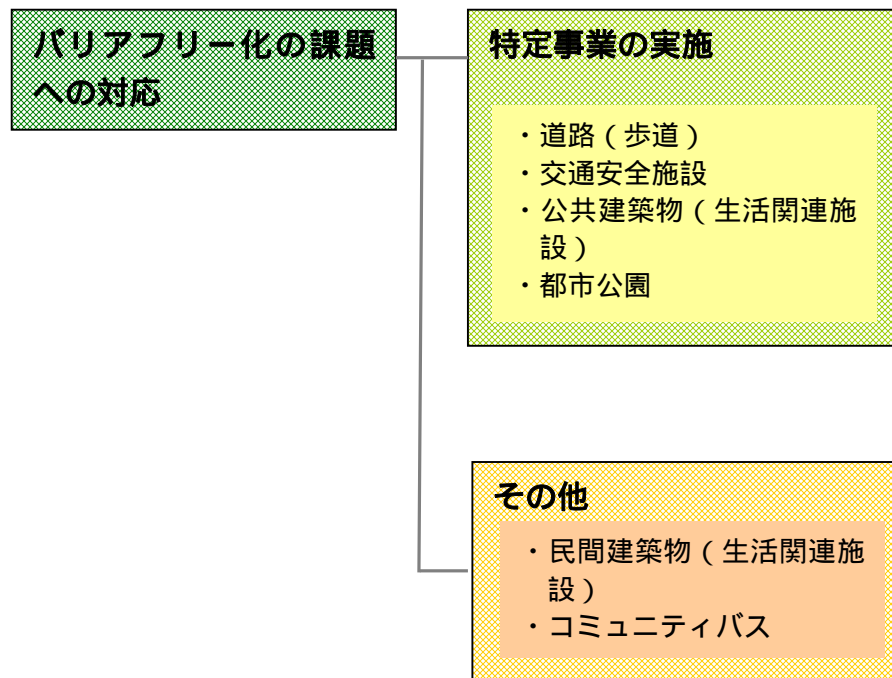 バリアフリー化の課題
への対応
特定事業の実施
・道路（歩道）
・交通安全施設
・公共建築物（生活関連施
設）
・都市公園
その他
・民間建築物（生活関連施
設）
・コミュニティバス